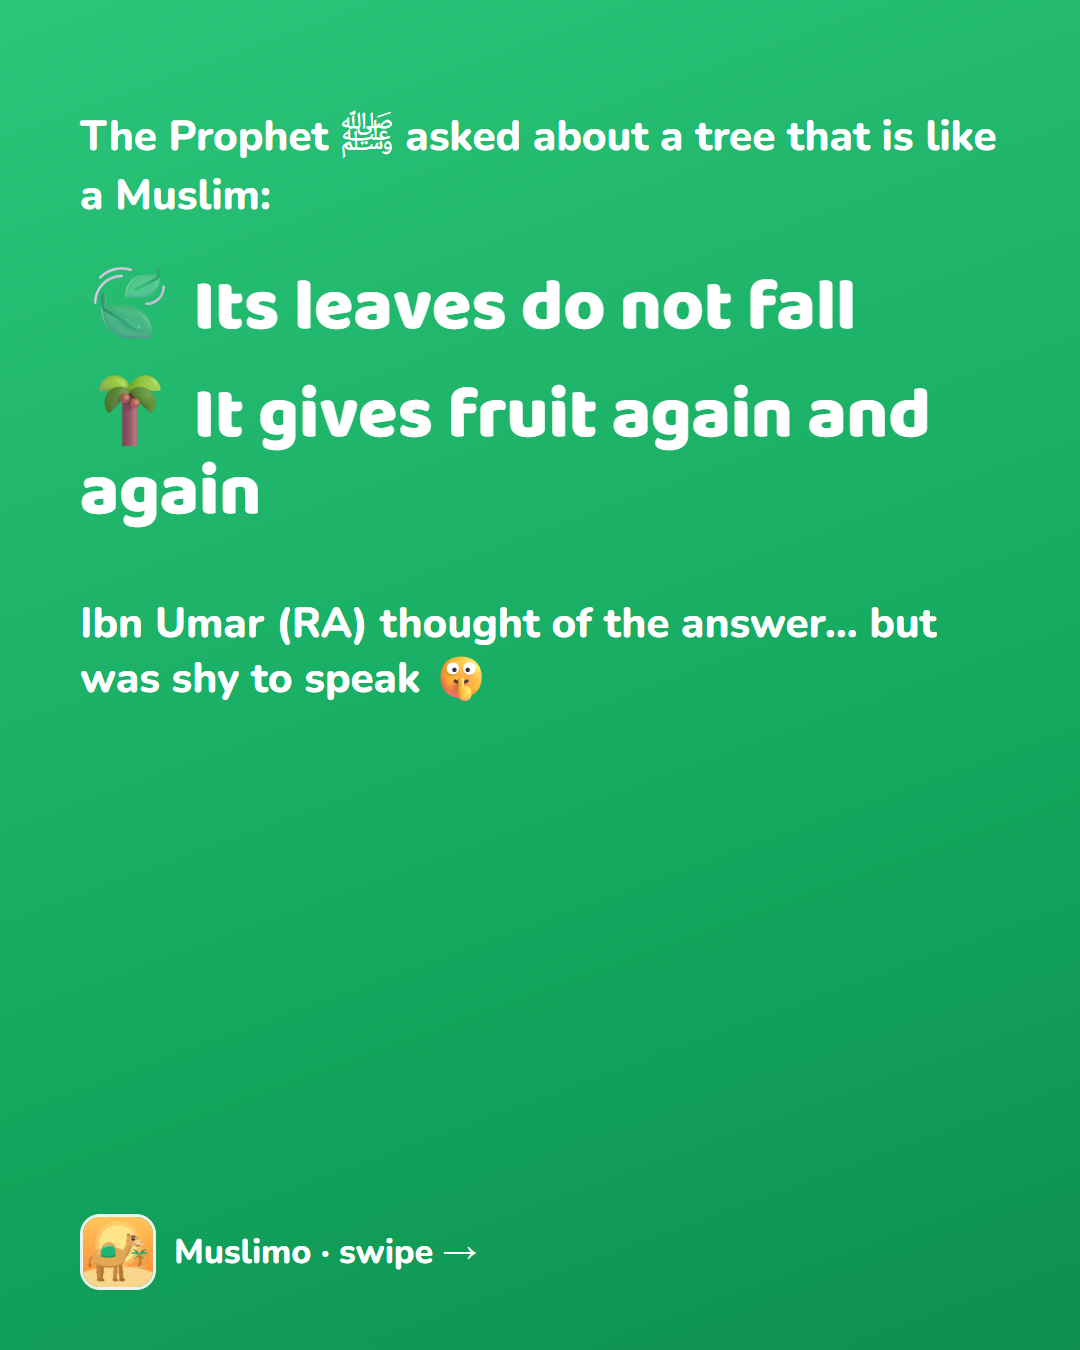 The Prophet ﷺ asked about a tree that is like
a Muslim:
🍃 Its leaves do not fall
🌴 It gives fruit again and
again
Ibn Umar (RA) thought of the answer... but
was shy to speak 🤫
Muslimo · swipe →